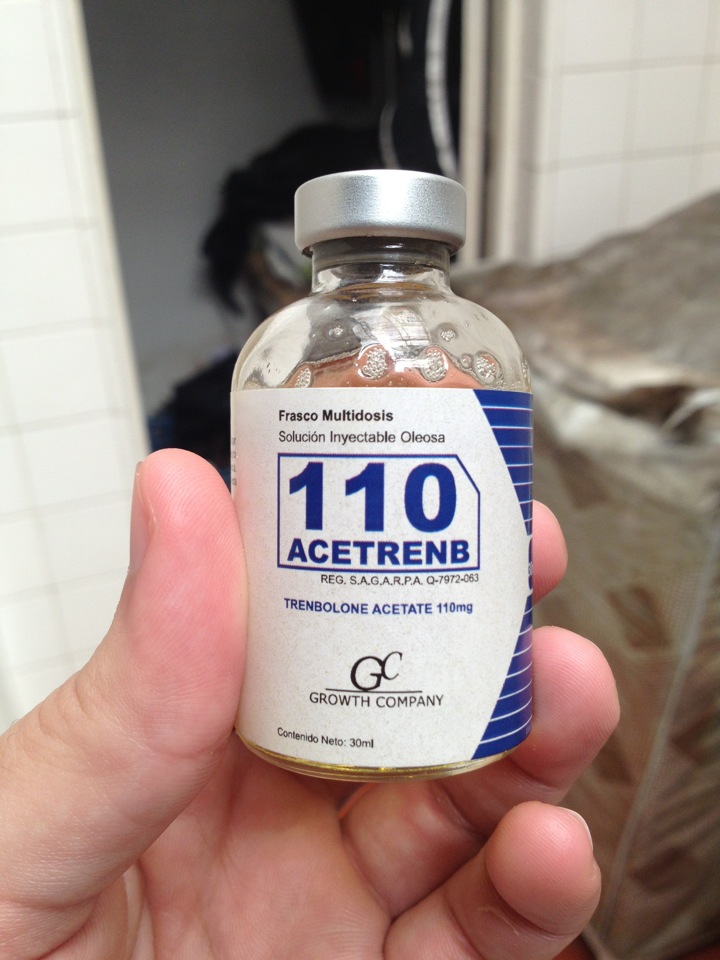 Frasco Multidosis
Solución Inyectable Oleosa
110
ACETRENB
REG. S.A.G.A.R.P.A. Q-7972-063
TRENBOLONE ACETATE 110mg
GC
GROWTH COMPANY
Contenido Neto: 30ml